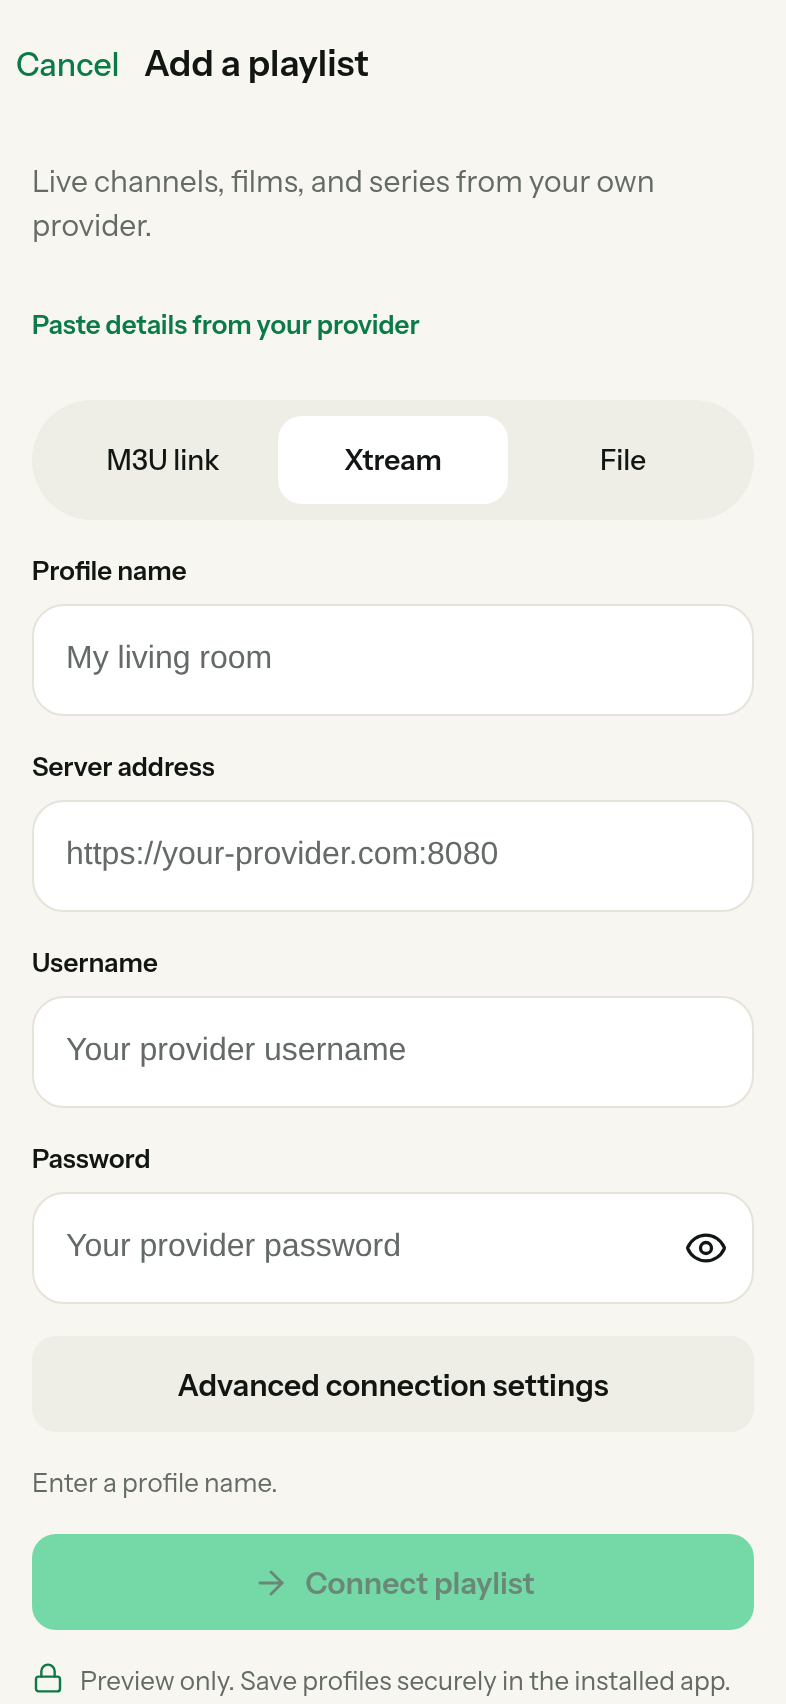 Cancel Add a playlist
Live channels, films, and series from your own
provider.
Paste details from your provider
M3U link Xtream File
Profile name
My living room
Server address
https://your-provider.com:8080
Username
Your provider username
Password
Your provider password
Advanced connection settings
Enter a profile name.
Connect playlist
Preview only. Save profiles securely in the installed app.